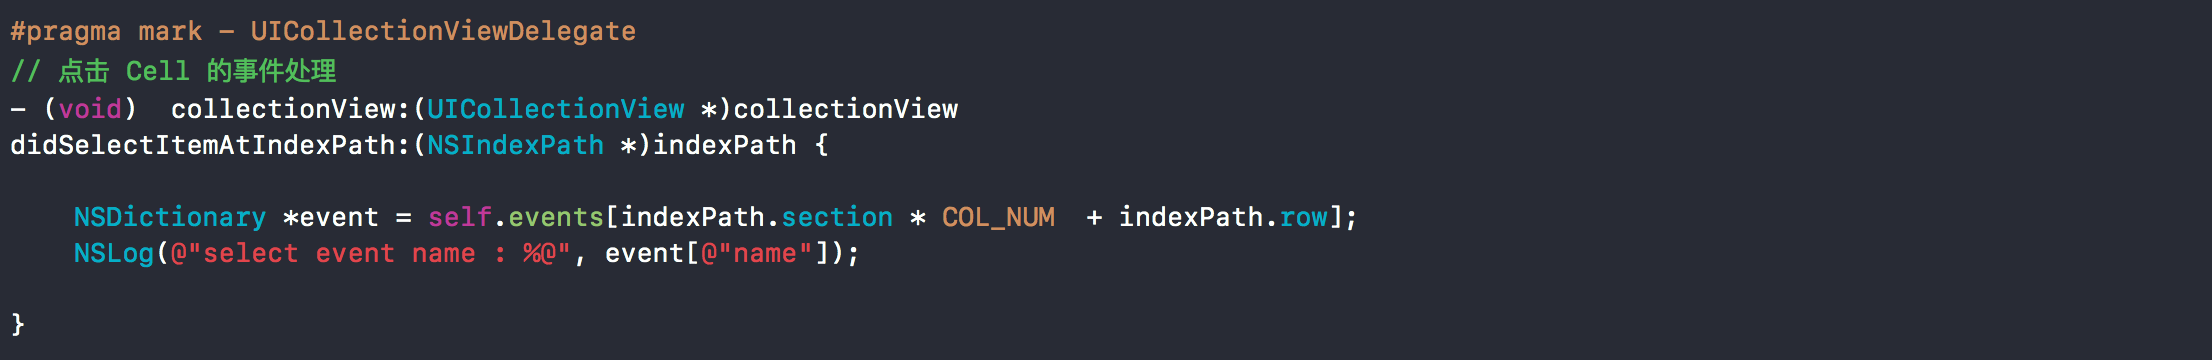 #pragma mark - UICollectionViewDelegate
// 点击 Cell 的事件处理
- (void)  collectionView:(UICollectionView *)collectionView
didSelectItemAtIndexPath:(NSIndexPath *)indexPath {
    NSDictionary *event = self.events[indexPath.section * COL_NUM  + indexPath.row];
    NSLog(@"select event name : %@", event[@"name"]);
}